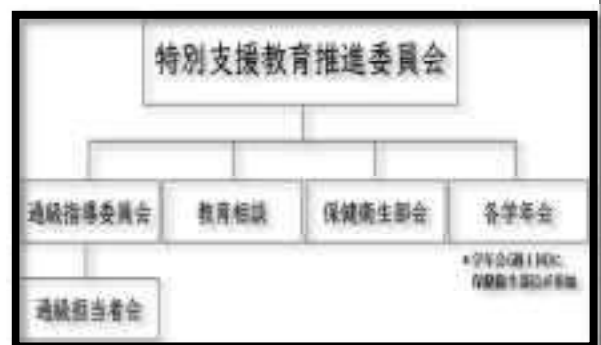 特別支援教育推進委員会
通級指導委員会
教育相談
保健衛生部会
各学年会
通級担当者会